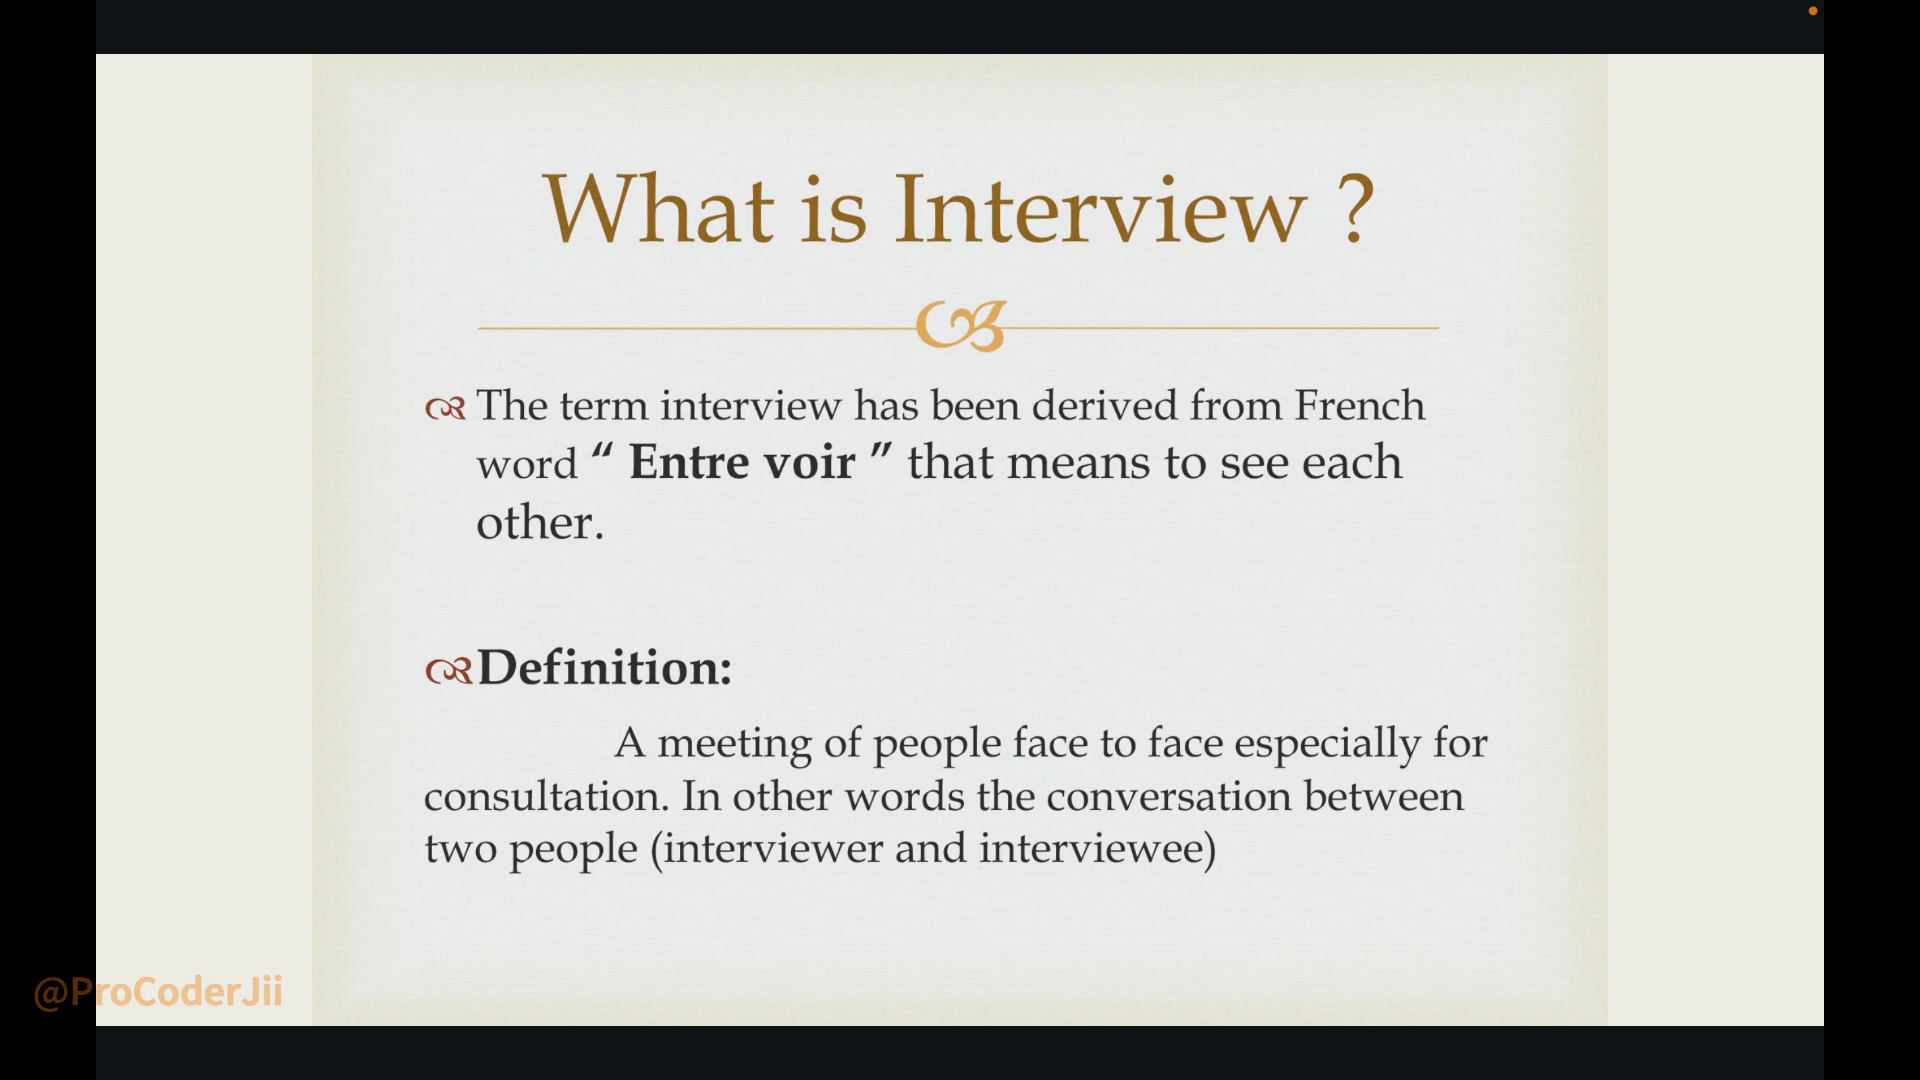 What is Interview ?
The term interview has been derived from French
word “ Entre voir ” that means to see each
other.
Definition:
A meeting of people face to face especially for
consultation. In other words the conversation between
two people (interviewer and interviewee)
@ProCoderJii